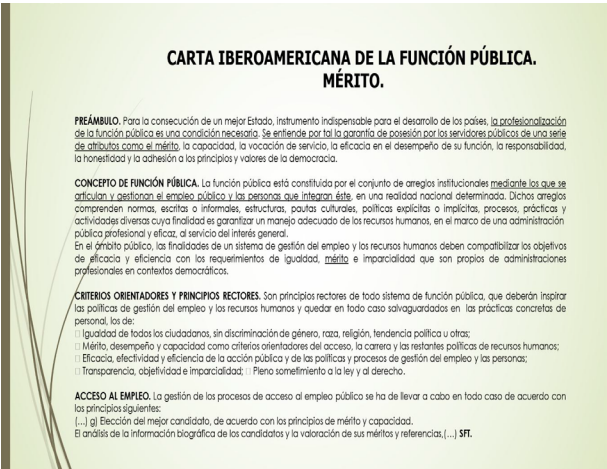 CARTA IBEROAMERICANA DE LA FUNCIÓN PÚBLICA.
MÉRITO.
PREÁMBULO. Para la consecución de un mejor Estado, instrumento indispensable para el desarrollo de los países, la profesionalización
de la función pública es una condición necesaria. Se entiende por tal la garantía de posesión por los servidores públicos de una serie
de atributos como el mérito, la capacidad, la vocación de servicio, la eficacia en el desempeño de su función, la responsabilidad,
la honestidad y la adhesión a los principios y valores de la democracia.
CONCEPTO DE FUNCIÓN PÚBLICA. La función pública está constituida por el conjunto de arreglos institucionales mediante los que se
articulan y gestionan el empleo público y las personas que integran éste, en una realidad nacional determinada. Dichos arreglos
comprenden normas, escritas o informales, estructuras, pautas culturales, políticas explícitas o implícitas, procesos, prácticas y
actividades diversas cuya finalidad es garantizar un manejo adecuado de los recursos humanos, en el marco de una administración
pública profesional y eficaz, al servicio del interés general.
En el ámbito público, las finalidades de un sistema de gestión del empleo y los recursos humanos deben compatibilizar los objetivos
de eficacia y eficiencia con los requerimientos de igualdad, mérito e imparcialidad que son propios de administraciones
profesionales en contextos democráticos.
CRITERIOS ORIENTADORES Y PRINCIPIOS RECTORES. Son principios rectores de todo sistema de función pública, que deberán inspirar
las políticas de gestión del empleo y los recursos humanos y quedar en todo caso salvaguardados en las prácticas concretas de
personal, los de:
□ Igualdad de todos los ciudadanos, sin discriminación de género, raza, religión, tendencia política u otras;
□ Mérito, desempeño y capacidad como criterios orientadores del acceso, la carrera y las restantes políticas de recursos humanos;
□ Eficacia, efectividad y eficiencia de la acción pública y de las políticas y procesos de gestión del empleo y las personas;
□ Transparencia, objetividad e imparcialidad; □ Pleno sometimiento a la ley y al derecho.
ACCESO AL EMPLEO. La gestión de los procesos de acceso al empleo público se ha de llevar a cabo en todo caso de acuerdo con
los principios siguientes:
(...) g) Elección del mejor candidato, de acuerdo con los principios de mérito y capacidad.
El análisis de la información biográfica de los candidatos y la valoración de sus méritos y referencias,(...) SFT.